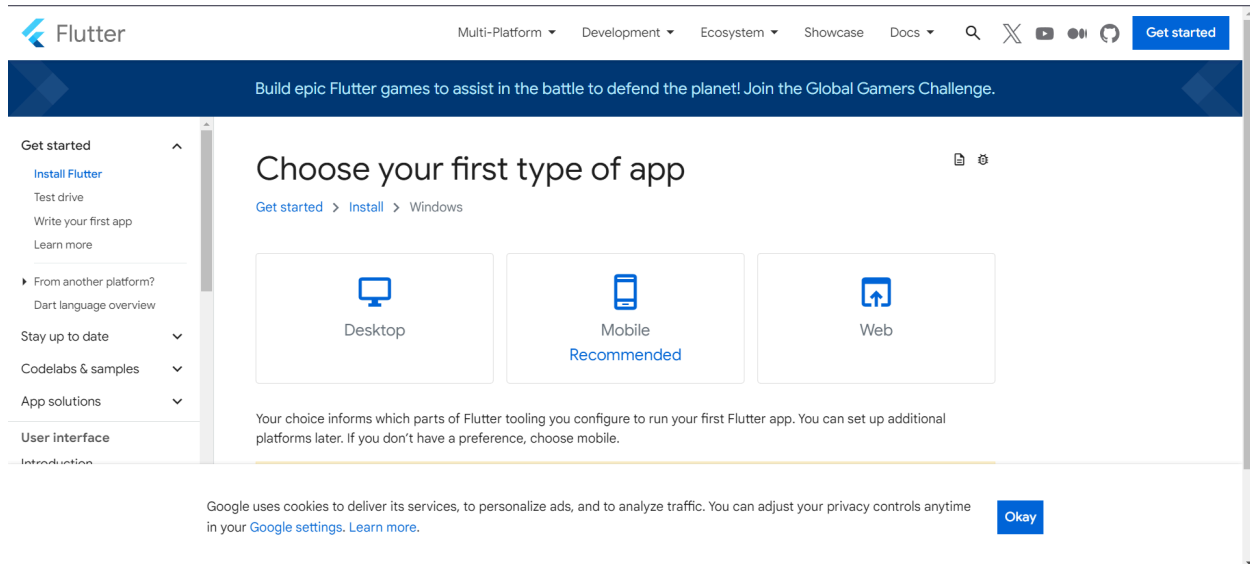 Flutter
Multi-Platform
Development
Ecosystem
Showcase
Docs
Get started
Build epic Flutter games to assist in the battle to defend the planet! Join the Global Gamers Challenge.
Get started
Install Flutter
Test drive
Write your first app
Learn more
From another platform?
Dart language overview
Stay up to date
Codelabs & samples
App solutions
User interface
Introduction
Choose your first type of app
Get started > Install > Windows
Desktop
Mobile
Recommended
Web
Your choice informs which parts of Flutter tooling you configure to run your first Flutter app. You can set up additional
platforms later. If you don’t have a preference, choose mobile.
Google uses cookies to deliver its services, to personalize ads, and to analyze traffic. You can adjust your privacy controls anytime
in your Google settings. Learn more.
Okay